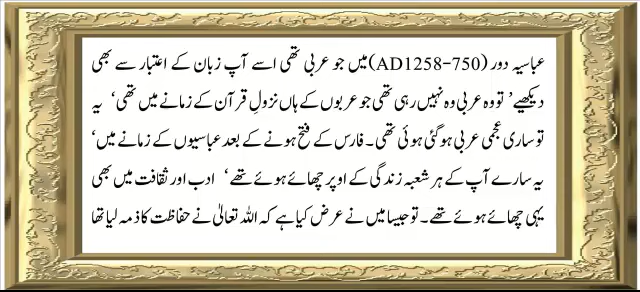 عباسیہ دور (AD1258-750)میں جو عربی تھی اسے آپ زبان کے اعتبار سے بھی
دیکھیے’ تو وہ عربی وہ نہیں رہی تھی جو عربوں کے ہاں نزولِ قرآن کے زمانے میں تھی‘ یہ
تو ساری عجمی عربی ہوگئی ہوئی تھی۔ فارس کے فتح ہونے کے بعد عباسیوں کے زمانے میں‘
یہ سارے آپ کے ہر شعبہ زندگی کے اوپر چھائے ہوئے تھے‘ ادب اور ثقافت میں بھی
یہی چھائے ہوئے تھے۔ تو جیسا میں نے عرض کیا ہے کہ اللہ تعالیٰ نے حفاظت کا ذمہ لیا تھا